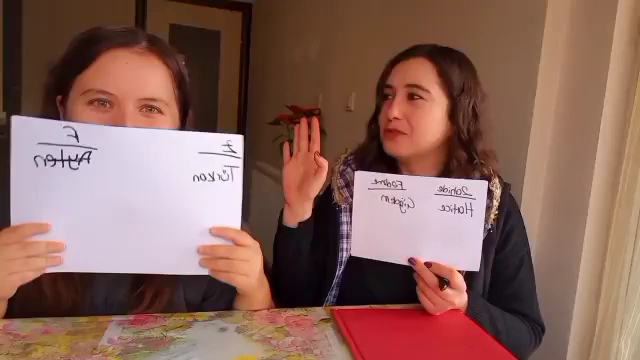 Zahide
Hatice
Fadime
Çiğdem
Z
Türkan
F
Ayten